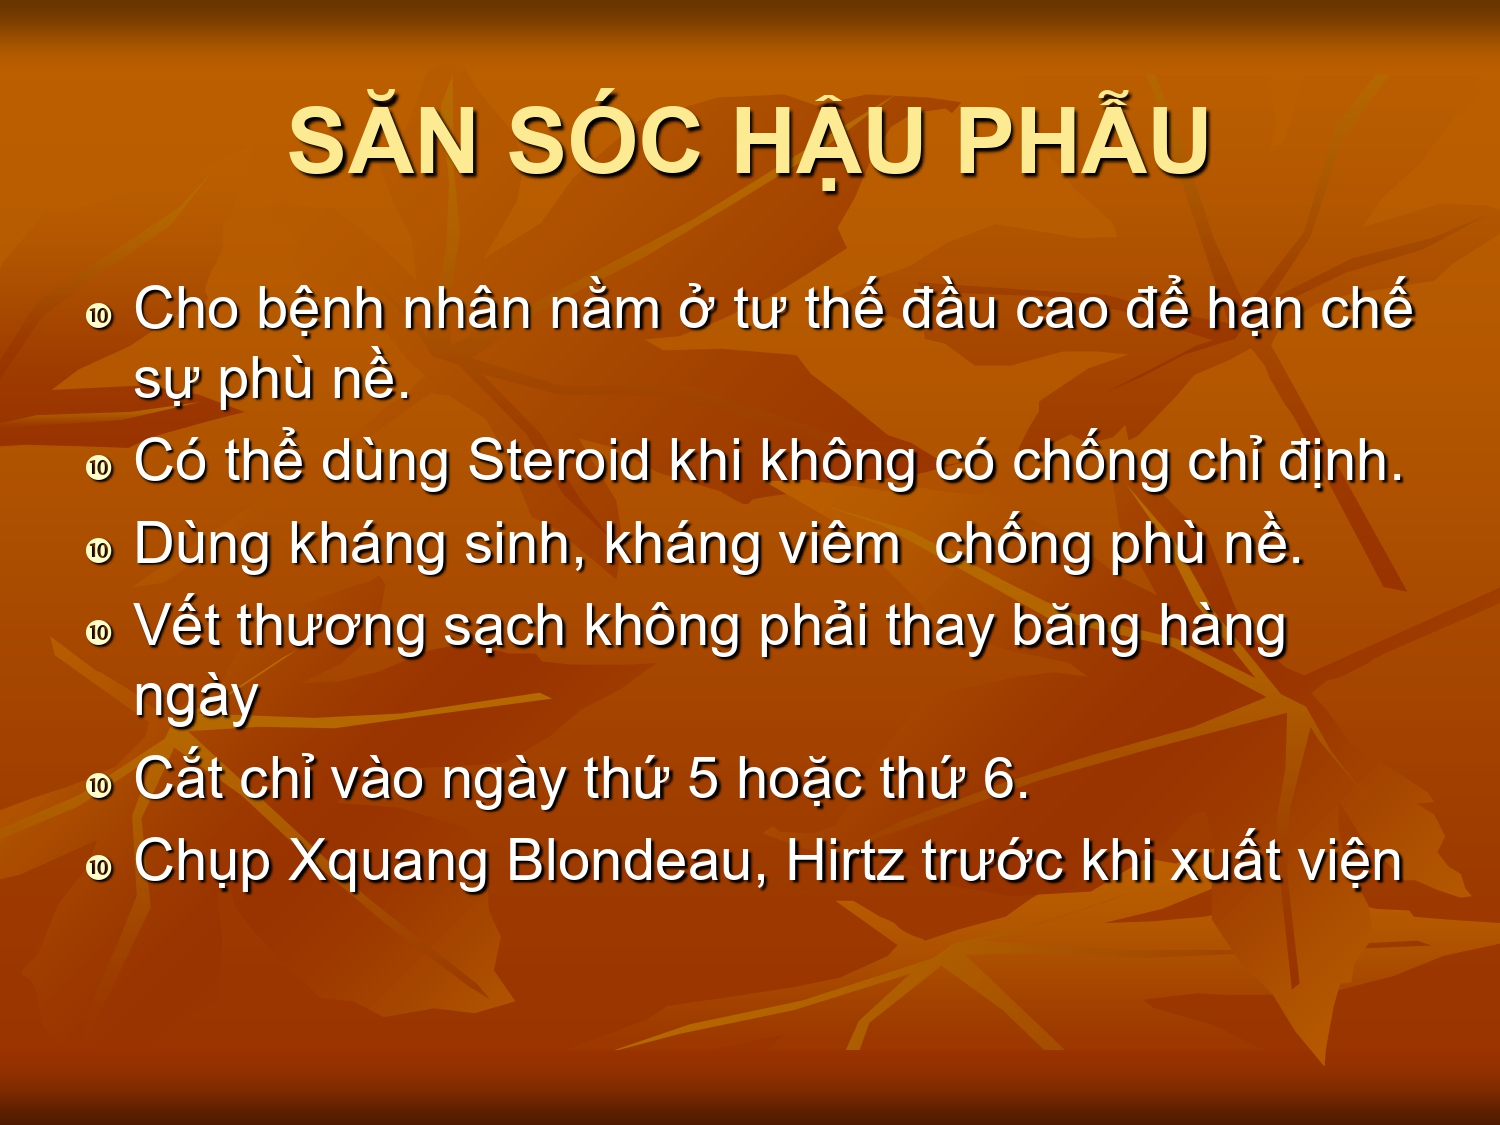 SĂN SÓC HẬU PHẪU
❿ Cho bệnh nhân nằm ở tư thế đầu cao để hạn chế
sự phù nề.
❿ Có thể dùng Steroid khi không có chống chỉ định.
❿ Dùng kháng sinh, kháng viêm  chống phù nề.
❿ Vết thương sạch không phải thay băng hàng
ngày
❿ Cắt chỉ vào ngày thứ 5 hoặc thứ 6.
❿ Chụp Xquang Blondeau, Hirtz trước khi xuất viện